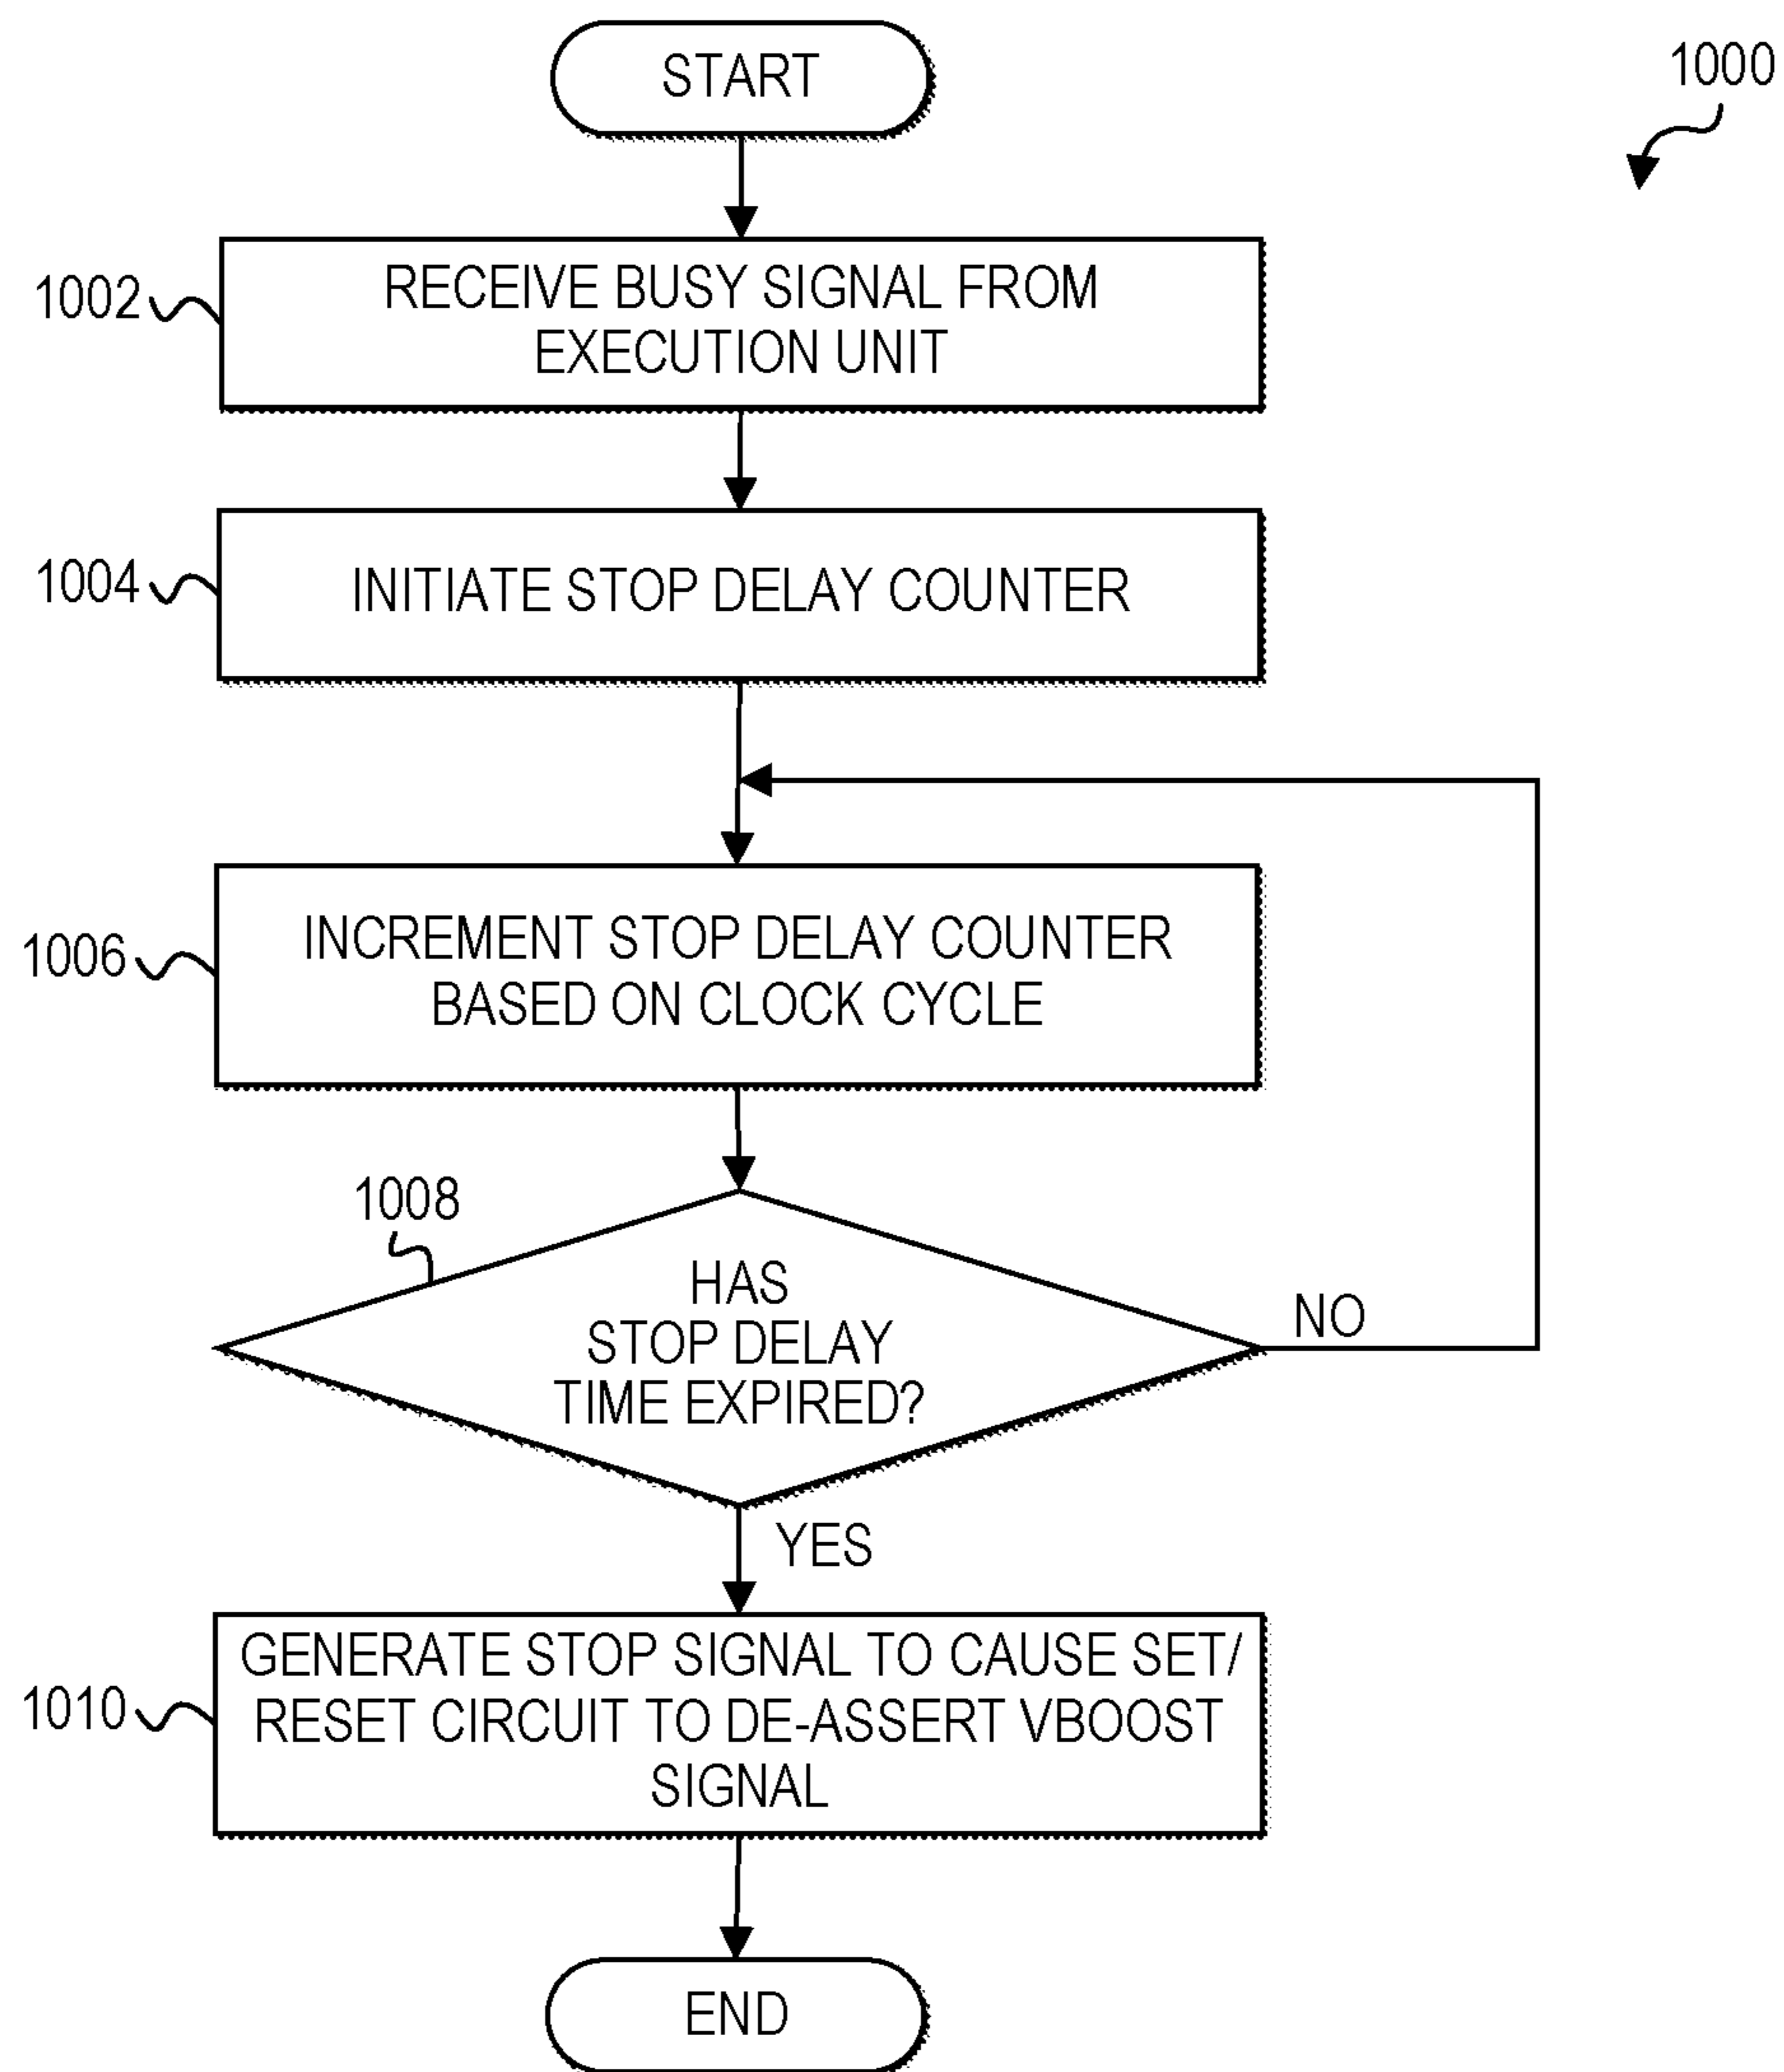 START
1000
1002
RECEIVE BUSY SIGNAL FROM
EXECUTION UNIT
1004
INITIATE STOP DELAY COUNTER
1006
INCREMENT STOP DELAY COUNTER
BASED ON CLOCK CYCLE
1008
HAS
STOP DELAY
TIME EXPIRED?
NO
YES
1010
GENERATE STOP SIGNAL TO CAUSE SET/
RESET CIRCUIT TO DE-ASSERT VBOOST
SIGNAL
END